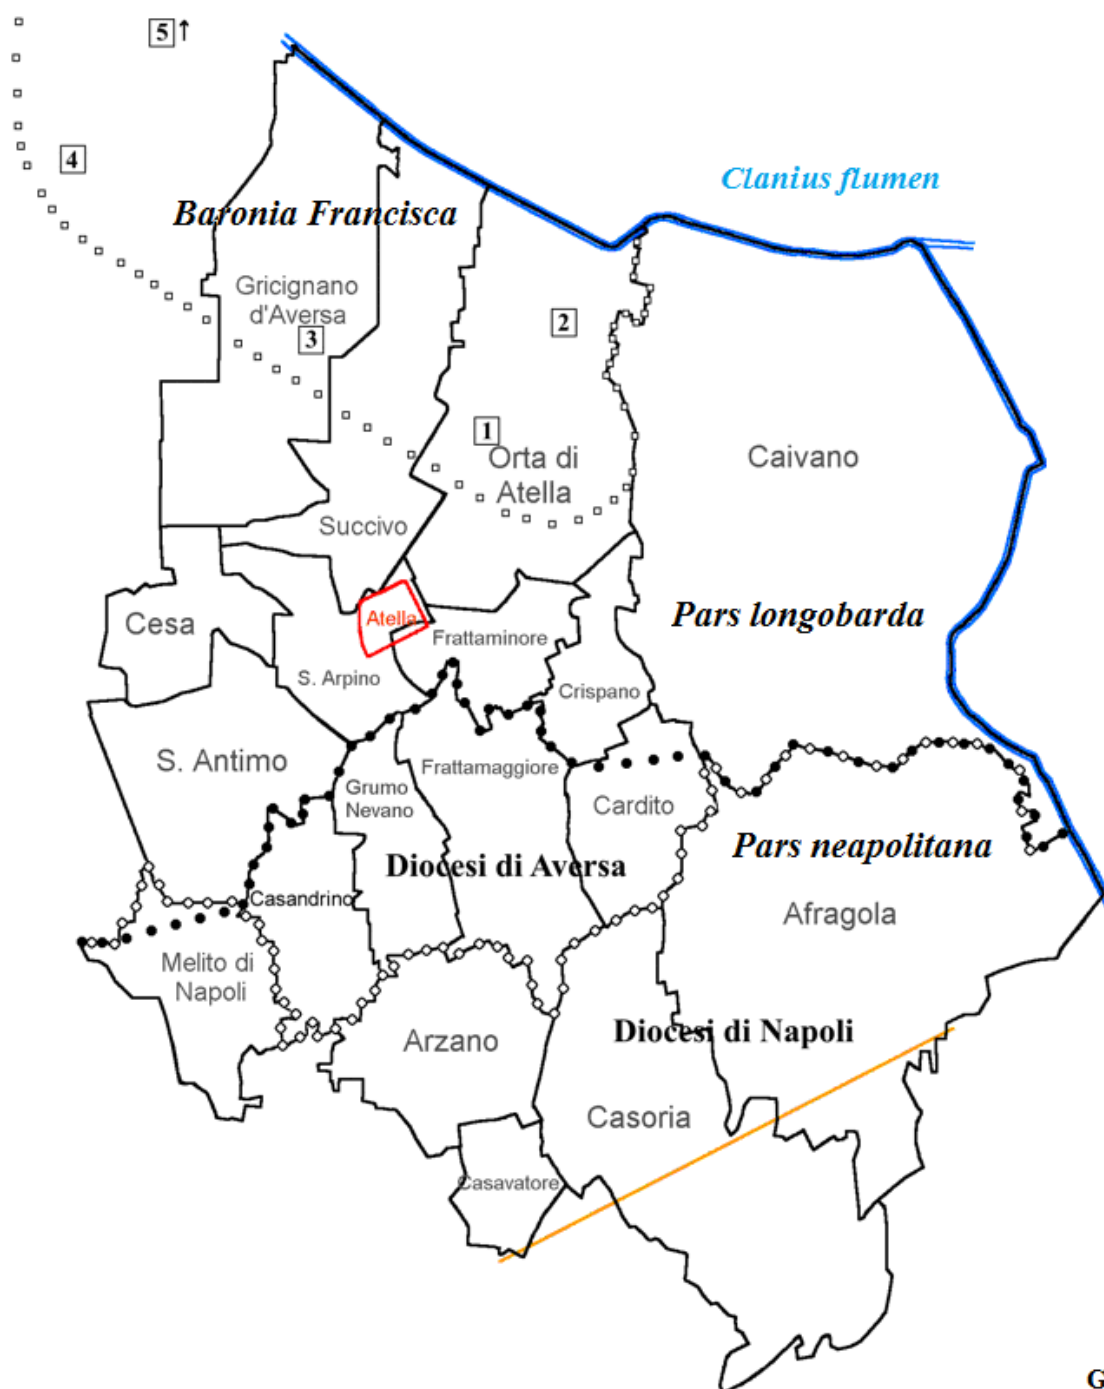 5↑
4
Clanius flumen
Baronia Francisca
Gricignano
d'Aversa
3
2
1
Orta di
Atella
Caivano
Succivo
Cesa
Atella
Frattaminore
Pars longobarda
S. Arpino
Crispano
S. Antimo
Frattamaggiore
Grumo
Nevano
Cardito
Pars neapolitana
Diocesi di Aversa
Casandrino
Afragola
Melito di
Napoli
Arzano
Diocesi di Napoli
Casoria
Casavatore
G